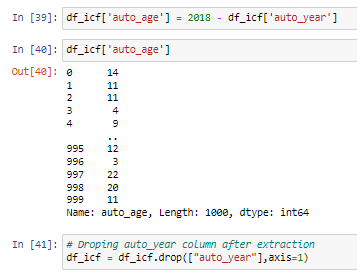 In [39]: df_icf['auto_age'] = 2018 - df_icf['auto_year']
In [40]: df_icf['auto_age']
Out[40]: 0 14
1 11
2 11
3 4
4 9
..
995 12
996 3
997 22
998 20
999 11
Name: auto_age, Length: 1000, dtype: int64
In [41]: # Droping auto_year column after extraction
df_icf = df_icf.drop(["auto_year"],axis=1)